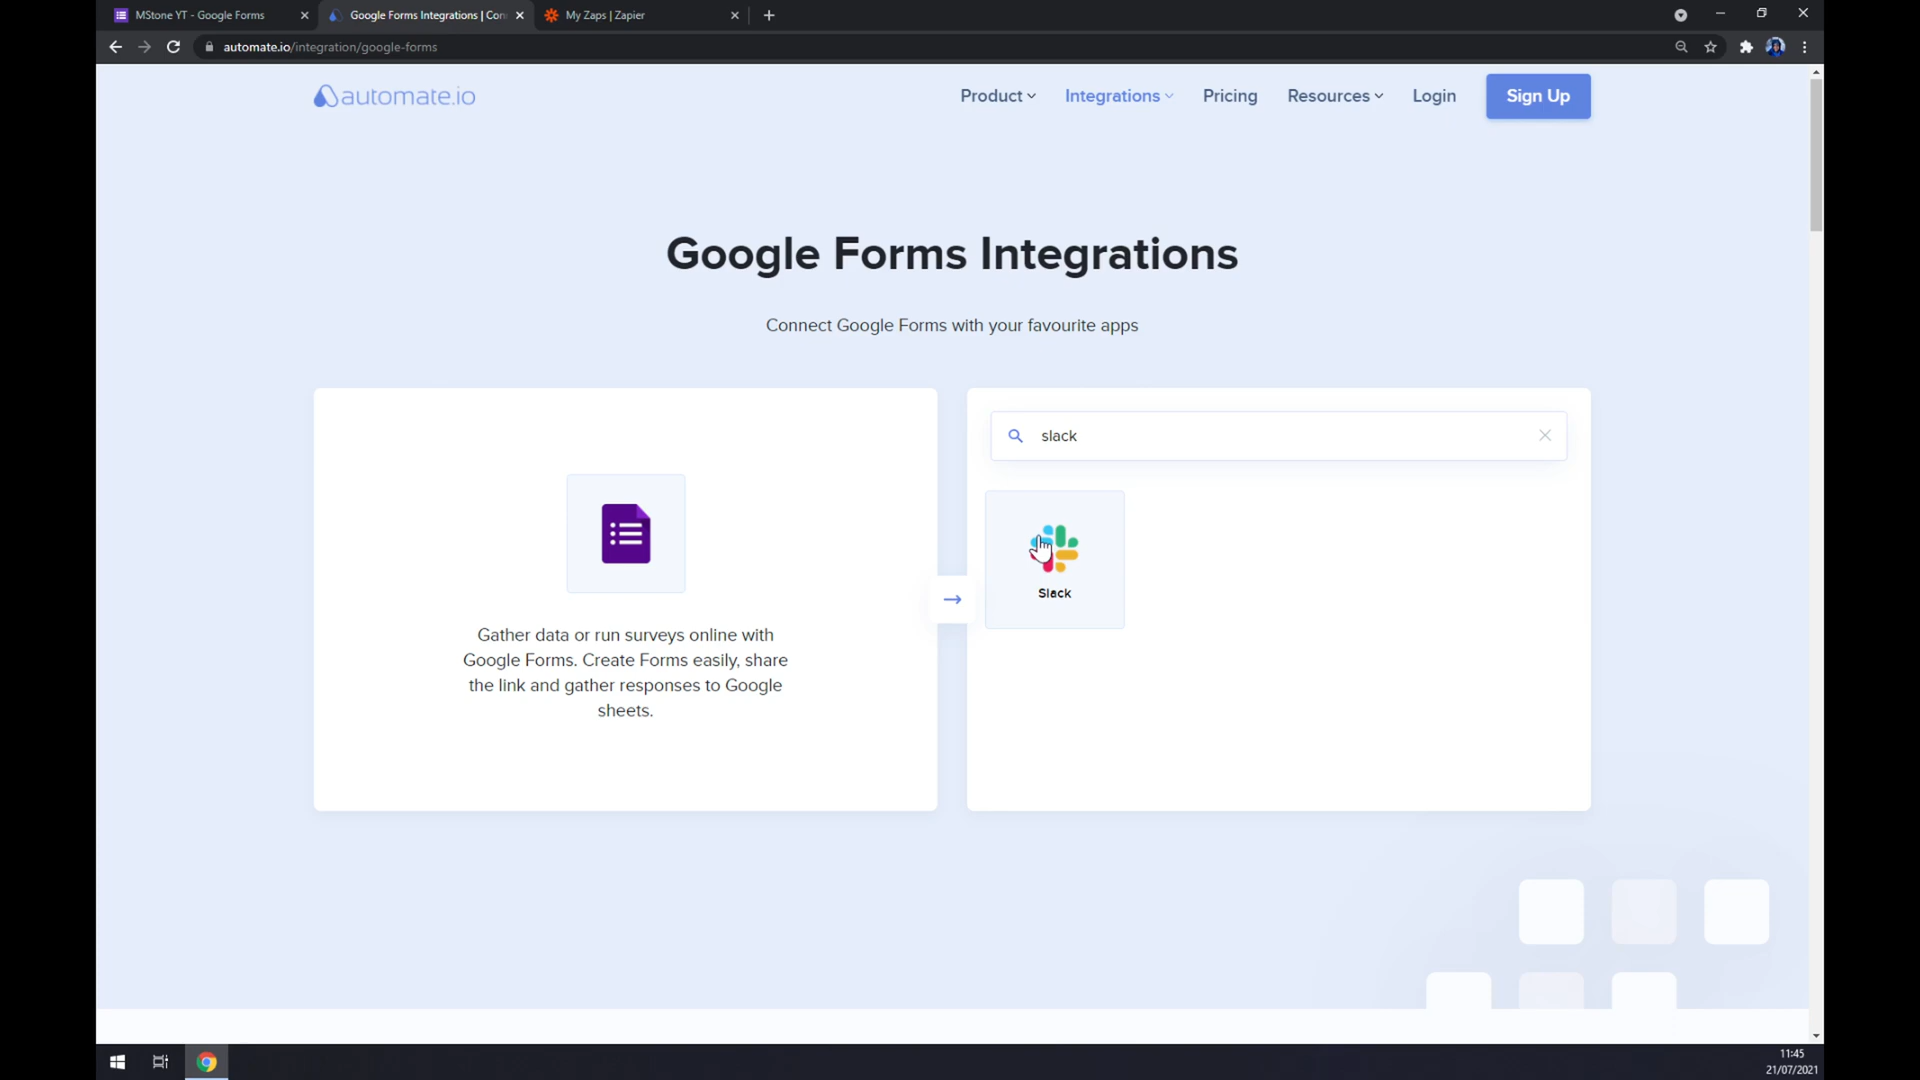 MStone YT - Google Forms
Google Forms Integrations | Con
My Zaps | Zapier
automate.io/integration/google-forms
automate.io
Product
Integrations
Pricing
Resources
Login
Sign Up
Google Forms Integrations
Connect Google Forms with your favourite apps
slack
Slack
Gather data or run surveys online with
Google Forms. Create Forms easily, share
the link and gather responses to Google
sheets.
11:45
21/07/2021